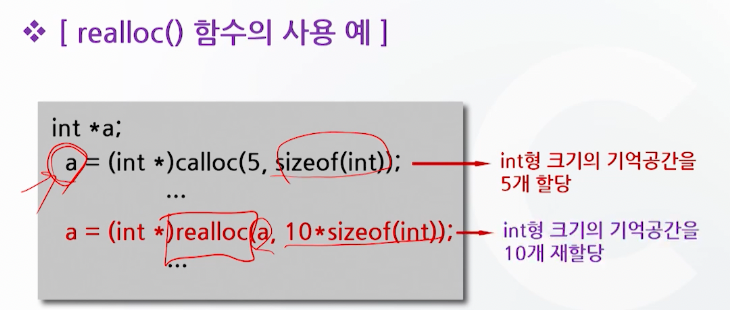 ❖ [ realloc() 함수의 사용 예 ]
int *a;
a = (int *)calloc(5, sizeof(int)); int형 크기의 기억공간을
5개 할당
...
a = (int *)realloc(a, 10*sizeof(int)); int형 크기의 기억공간을
10개 재할당
...